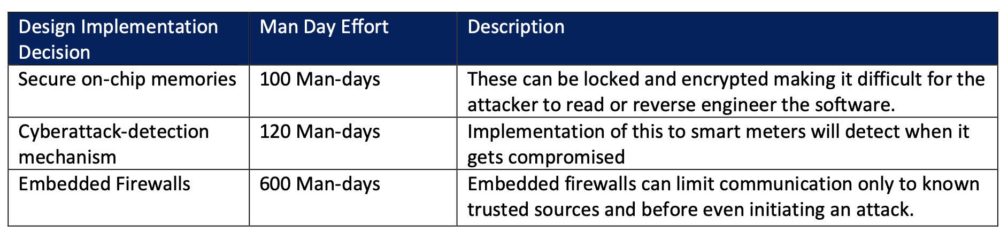 Design Implementation Decision
Man Day Effort
Description
Secure on-chip memories
100 Man-days
These can be locked and encrypted making it difficult for the
attacker to read or reverse engineer the software.
Cyberattack-detection
mechanism
120 Man-days
Implementation of this to smart meters will detect when it
gets compromised
Embedded Firewalls
600 Man-days
Embedded firewalls can limit communication only to known
trusted sources and before even initiating an attack.